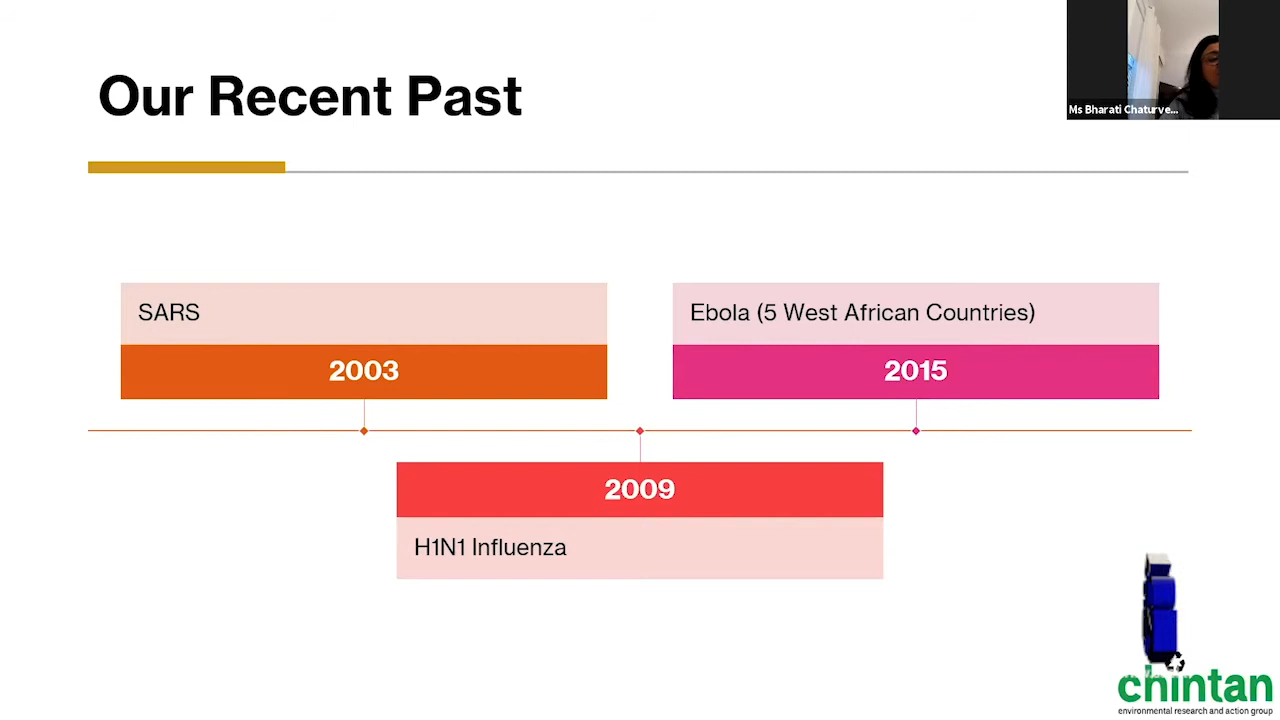 Our Recent Past
Ms Bharati Chaturve...
SARS
2003
Ebola (5 West African Countries)
2015
2009
H1N1 Influenza
chintan
environmental research and action group